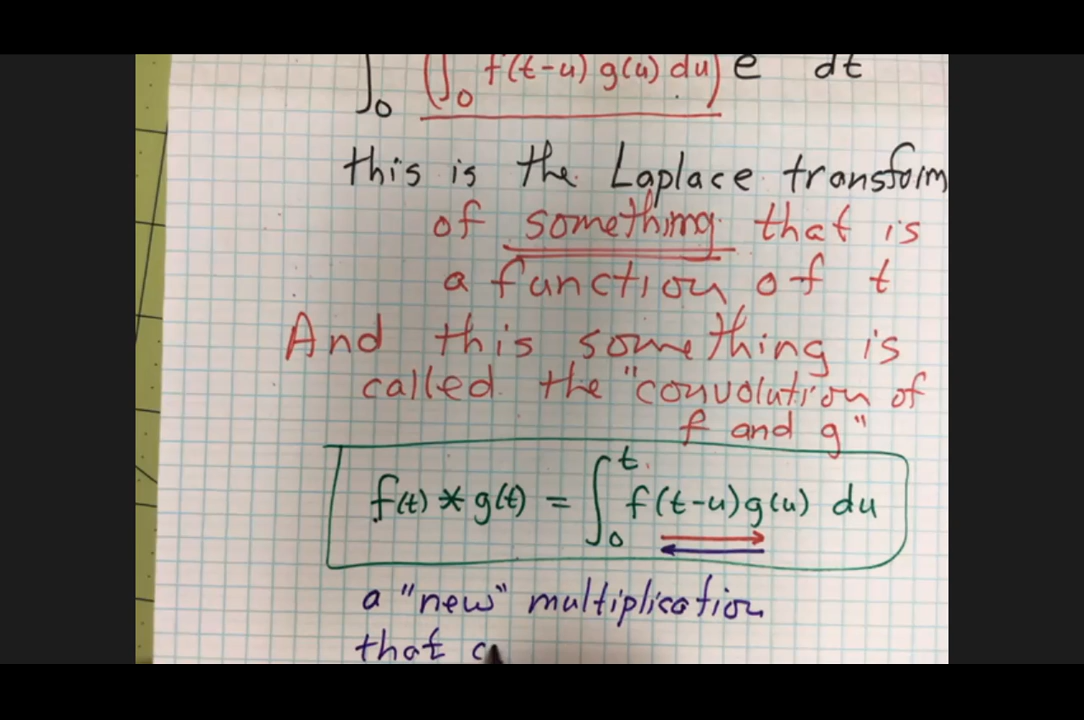 ∫₀ (∫₀ f(t-u) g(u) du) e dt
this is the Laplace transform
of something that is
a function of t
And this something is
called the "convolution of
f and g"
f(t) * g(t) = ∫₀ᵗ f(t-u) g(u) du
a "new" multiplication
that